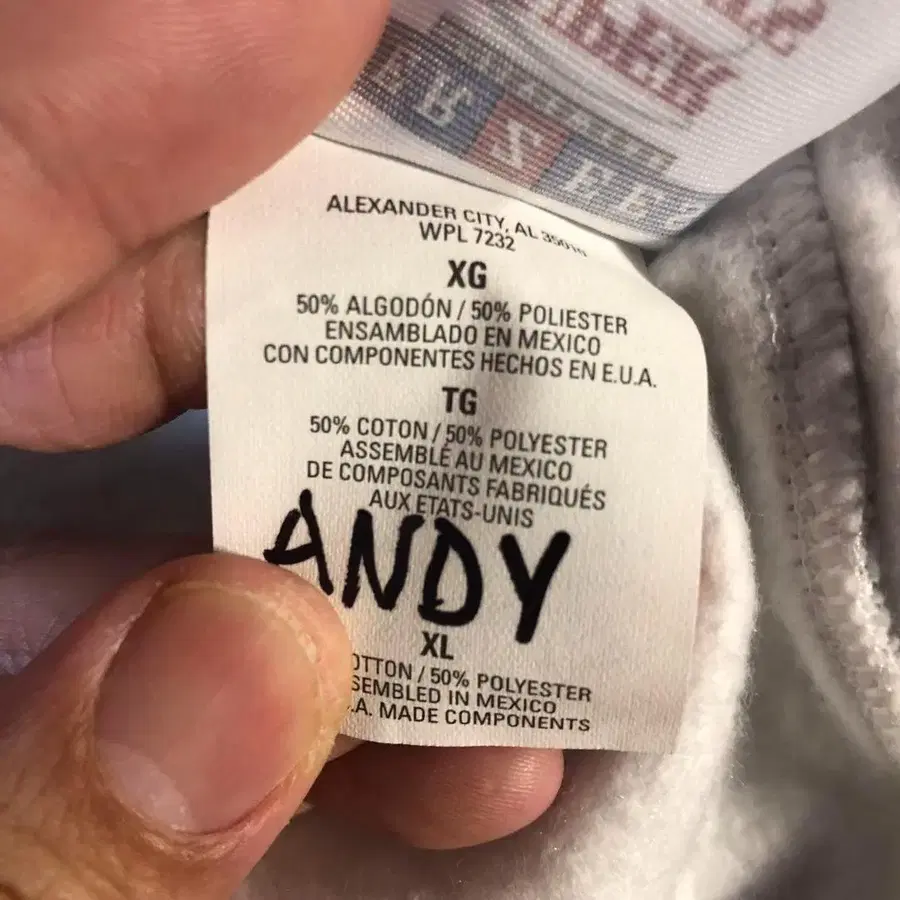 ALEXANDER CITY, AL 35010
WPL 7232
XG
50% ALGODÓN / 50% POLIESTER
ENSAMBLADO EN MEXICO
CON COMPONENTES HECHOS EN E.U.A.
TG
50% COTON / 50% POLYESTER
ASSEMBLÉ AU MEXICO
DE COMPOSANTS FABRIQUÉS
AUX ETATS-UNIS
ANDY
XL
OTTON / 50% POLYESTER
SEMBLED IN MEXICO
.A. MADE COMPONENTS